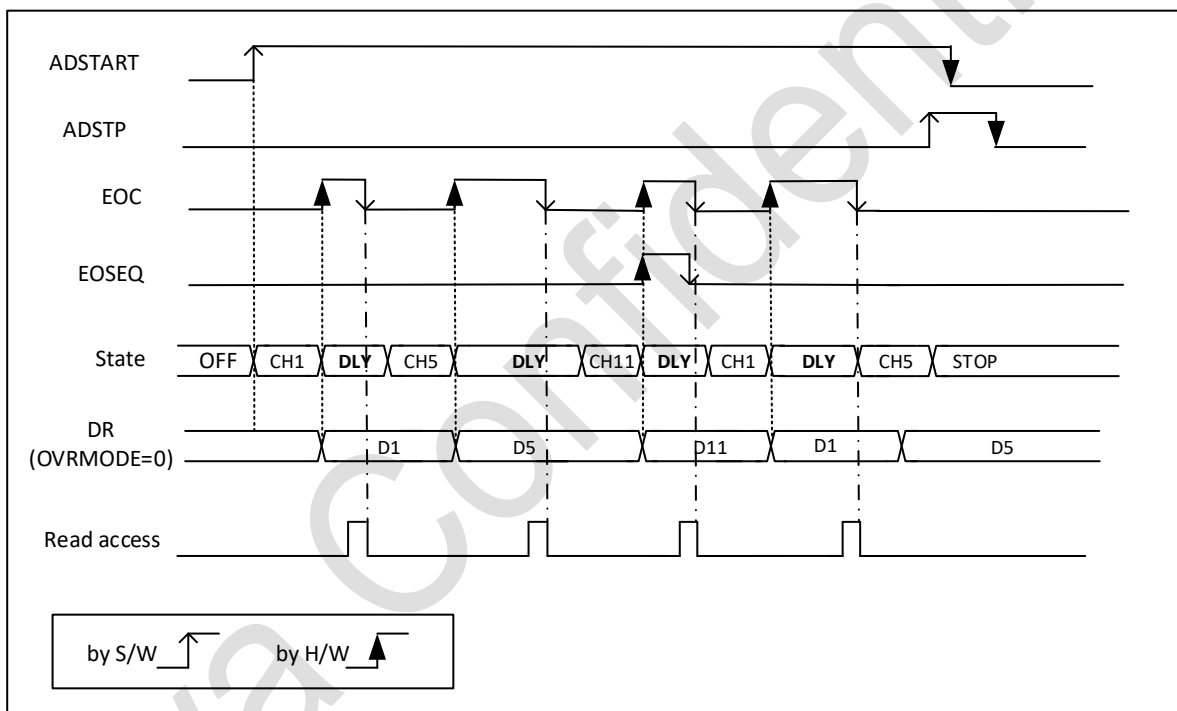 ADSTART
ADSTP
EOC
EOSEQ
State OFF CH1 DLY CH5 DLY CH11 DLY CH1 DLY CH5 STOP
DR
(OVRMODE=0) D1 D5 D11 D1 D5
Read access
by S/W by H/W